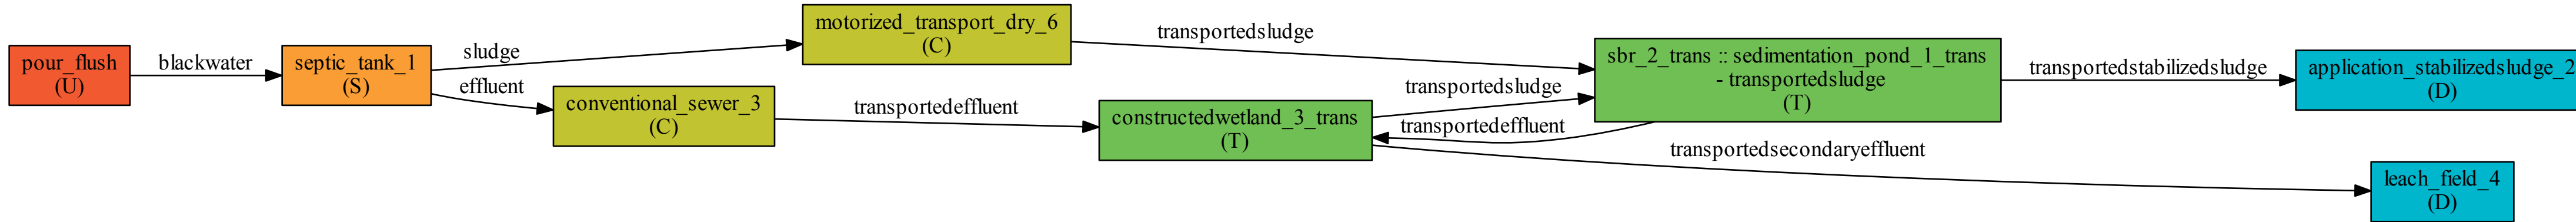 pour_flush
(U)
blackwater
septic_tank_1
(S)
sludge
effluent
motorized_transport_dry_6
(C)
conventional_sewer_3
(C)
transportedsludge
transportedeffluent
constructedwetland_3_trans
(T)
transportedsludge
transportedeffluent
sbr_2_trans :: sedimentation_pond_1_trans
- transportedsludge
(T)
transportedstabilizedsludge
transportedsecondaryeffluent
application_stabilizedsludge_2
(D)
leach_field_4
(D)